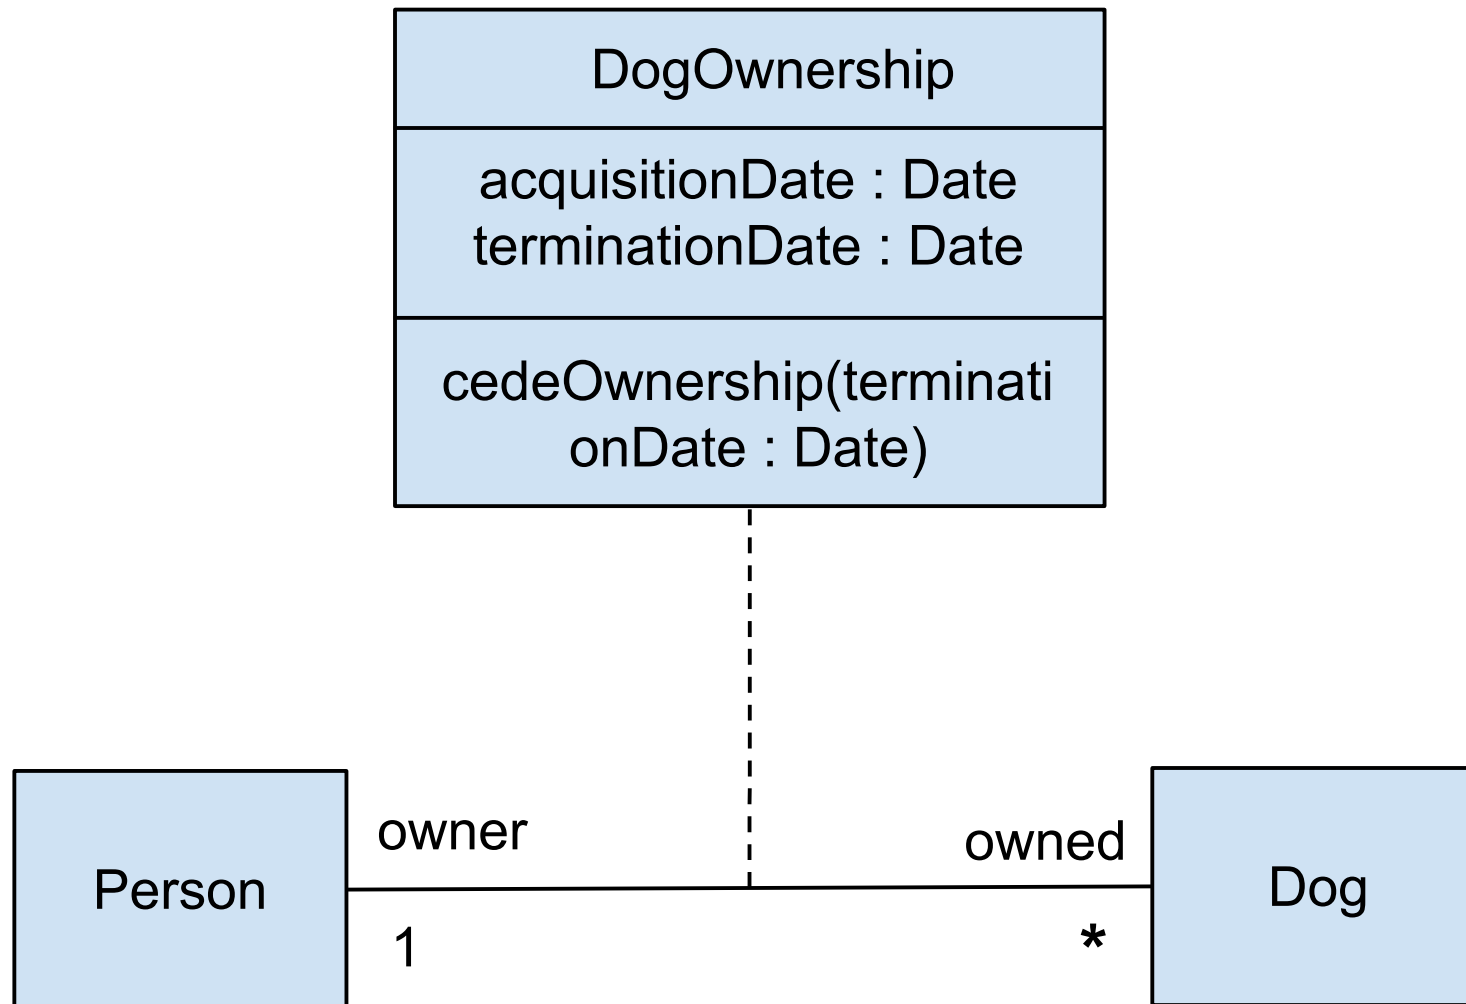 DogOwnership
acquisitionDate : Date
terminationDate : Date
cedeOwnership(terminati
onDate : Date)
owner
owned
Person
Dog
1
*